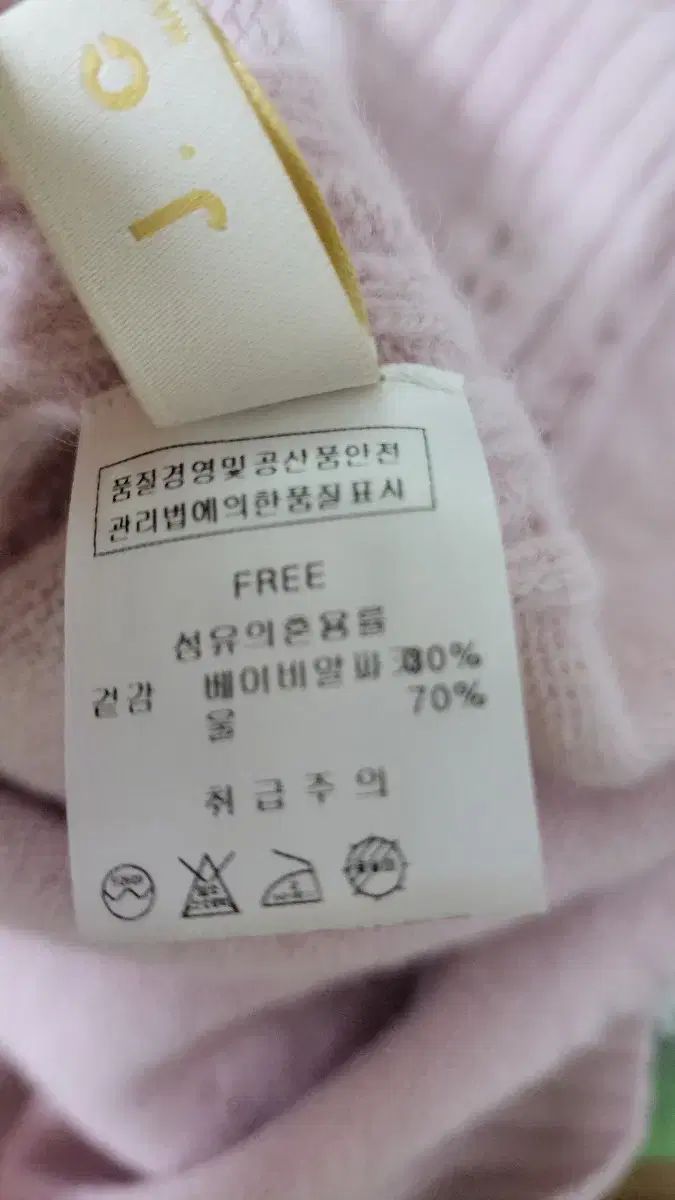 J.O
품질경영및공산품안전
관리법에의한품질표시
FREE
섬유의혼용률
겉감 베이비알파카 30%
울 70%
취급주의